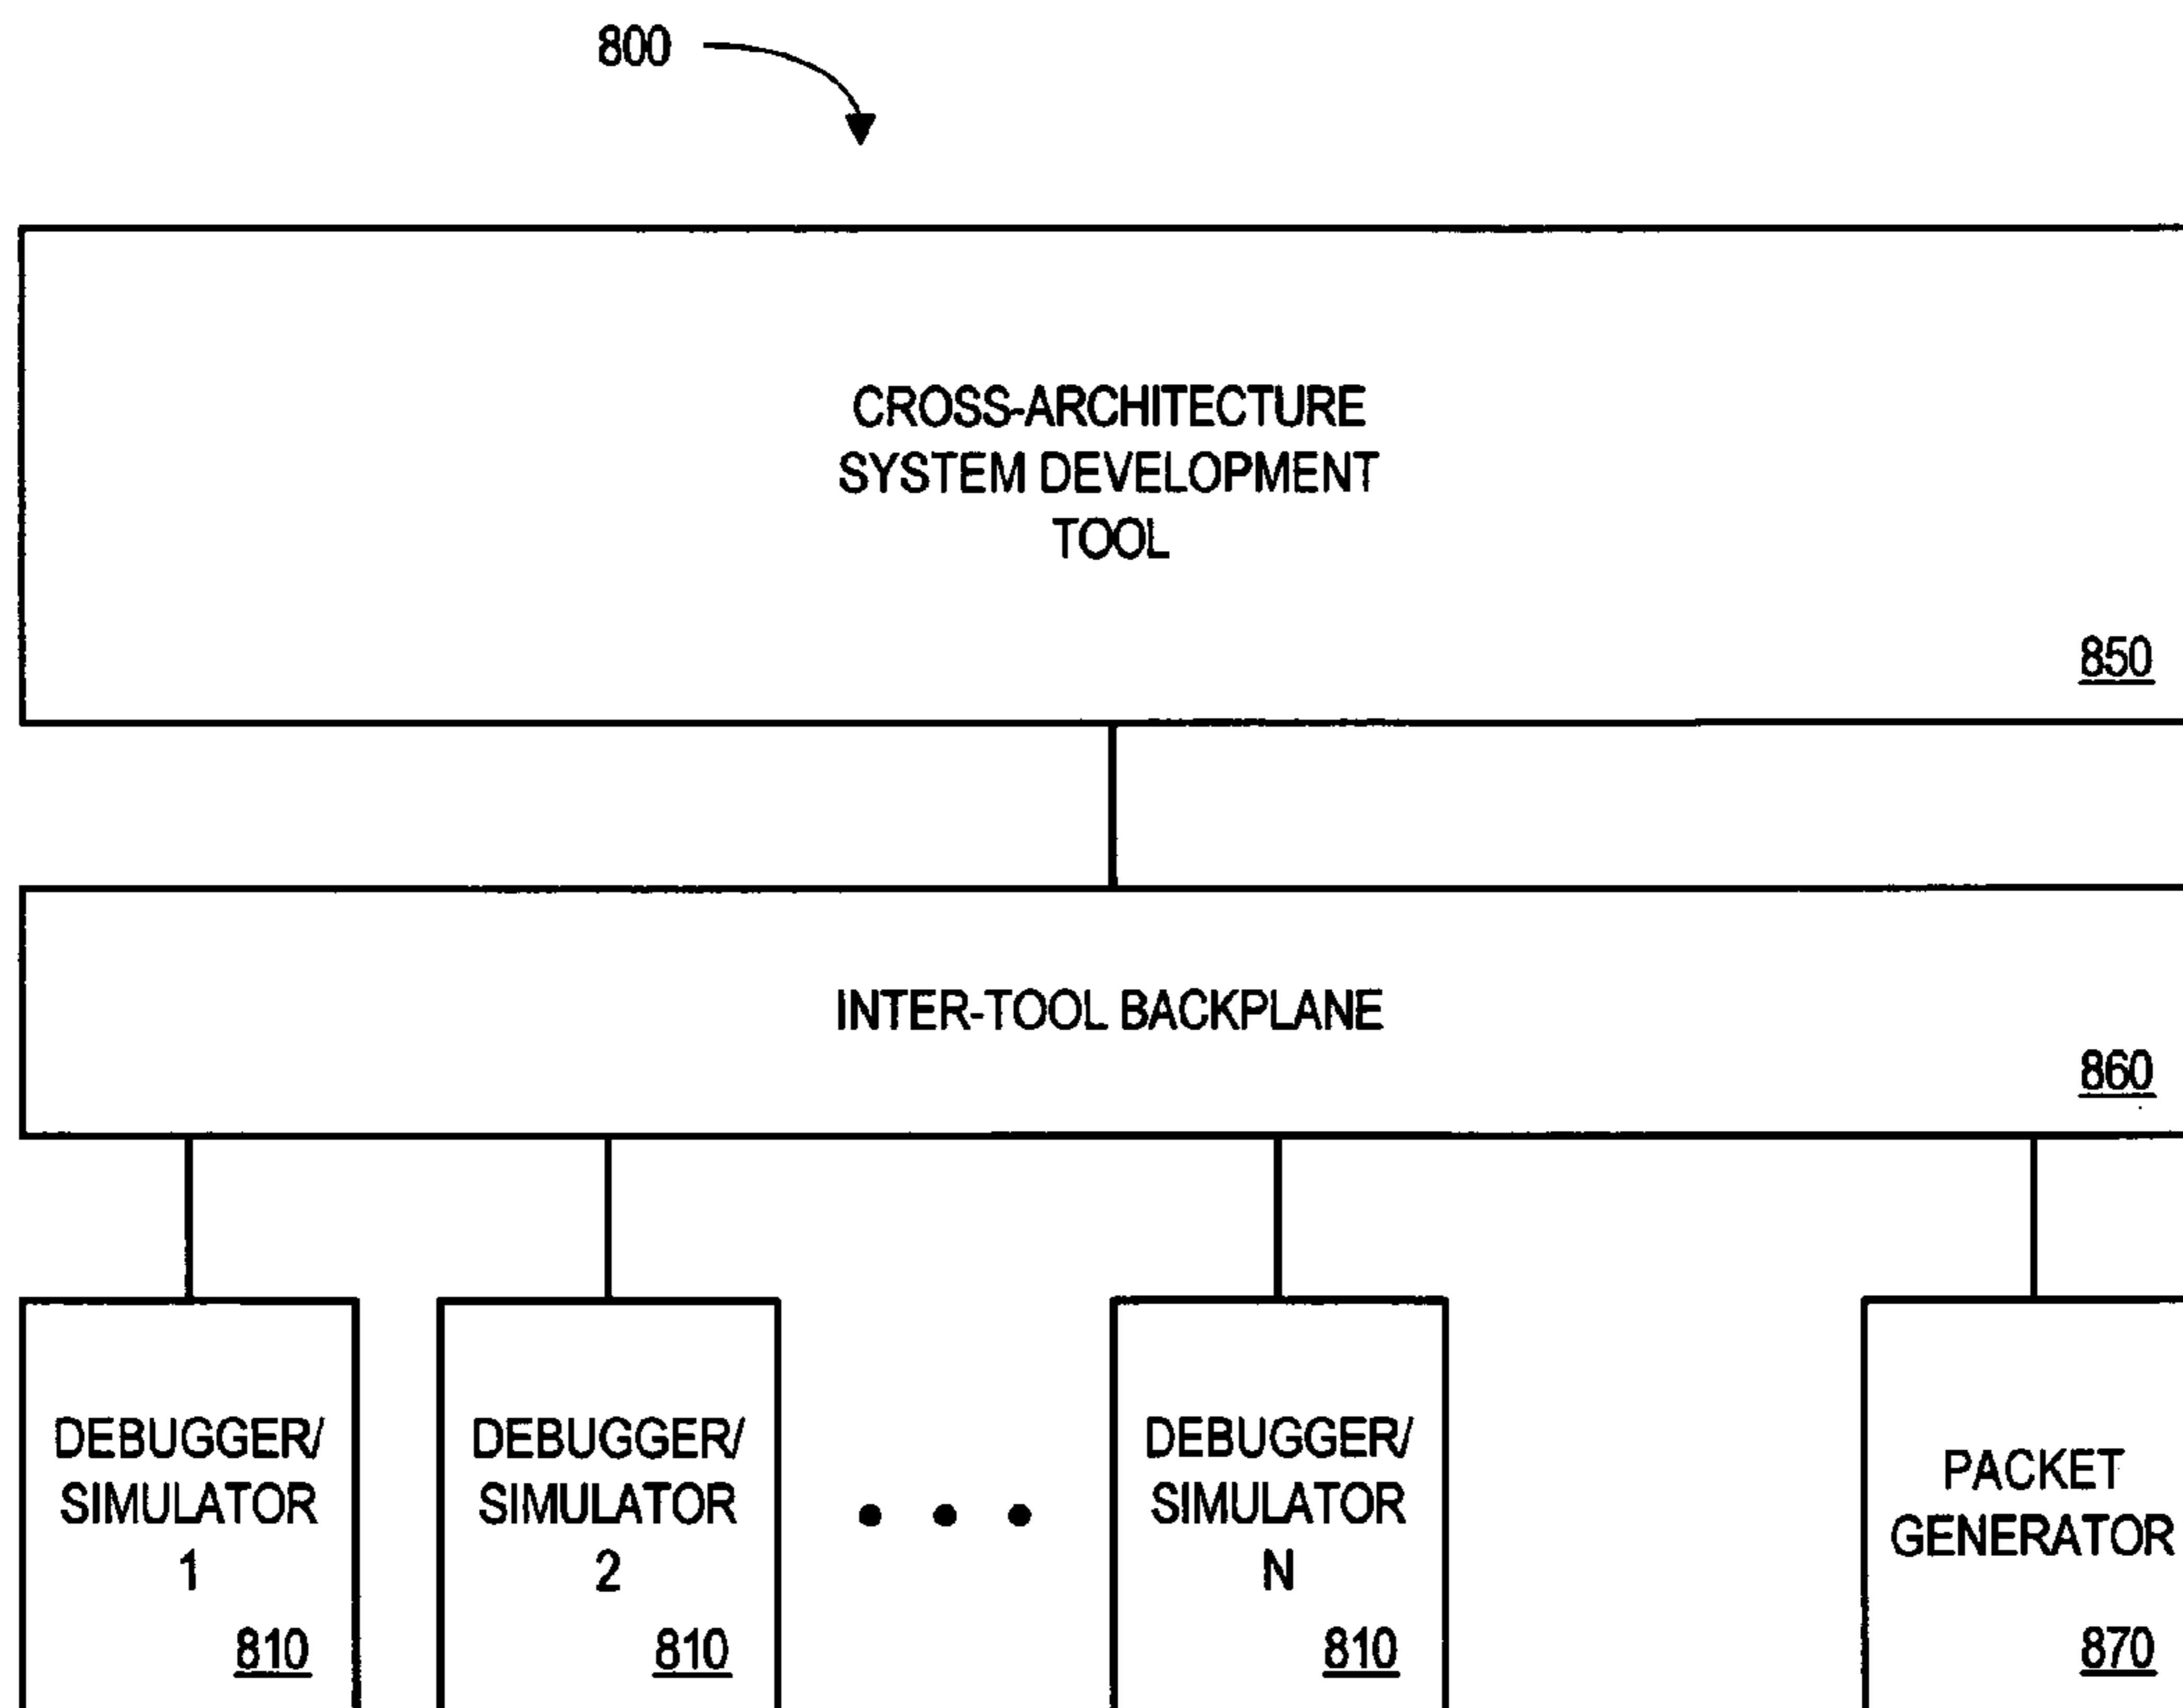 800
CROSS-ARCHITECTURE
SYSTEM DEVELOPMENT
TOOL
850
INTER-TOOL BACKPLANE
860
DEBUGGER/
SIMULATOR
1
810
DEBUGGER/
SIMULATOR
2
810
DEBUGGER/
SIMULATOR
N
810
PACKET
GENERATOR
870